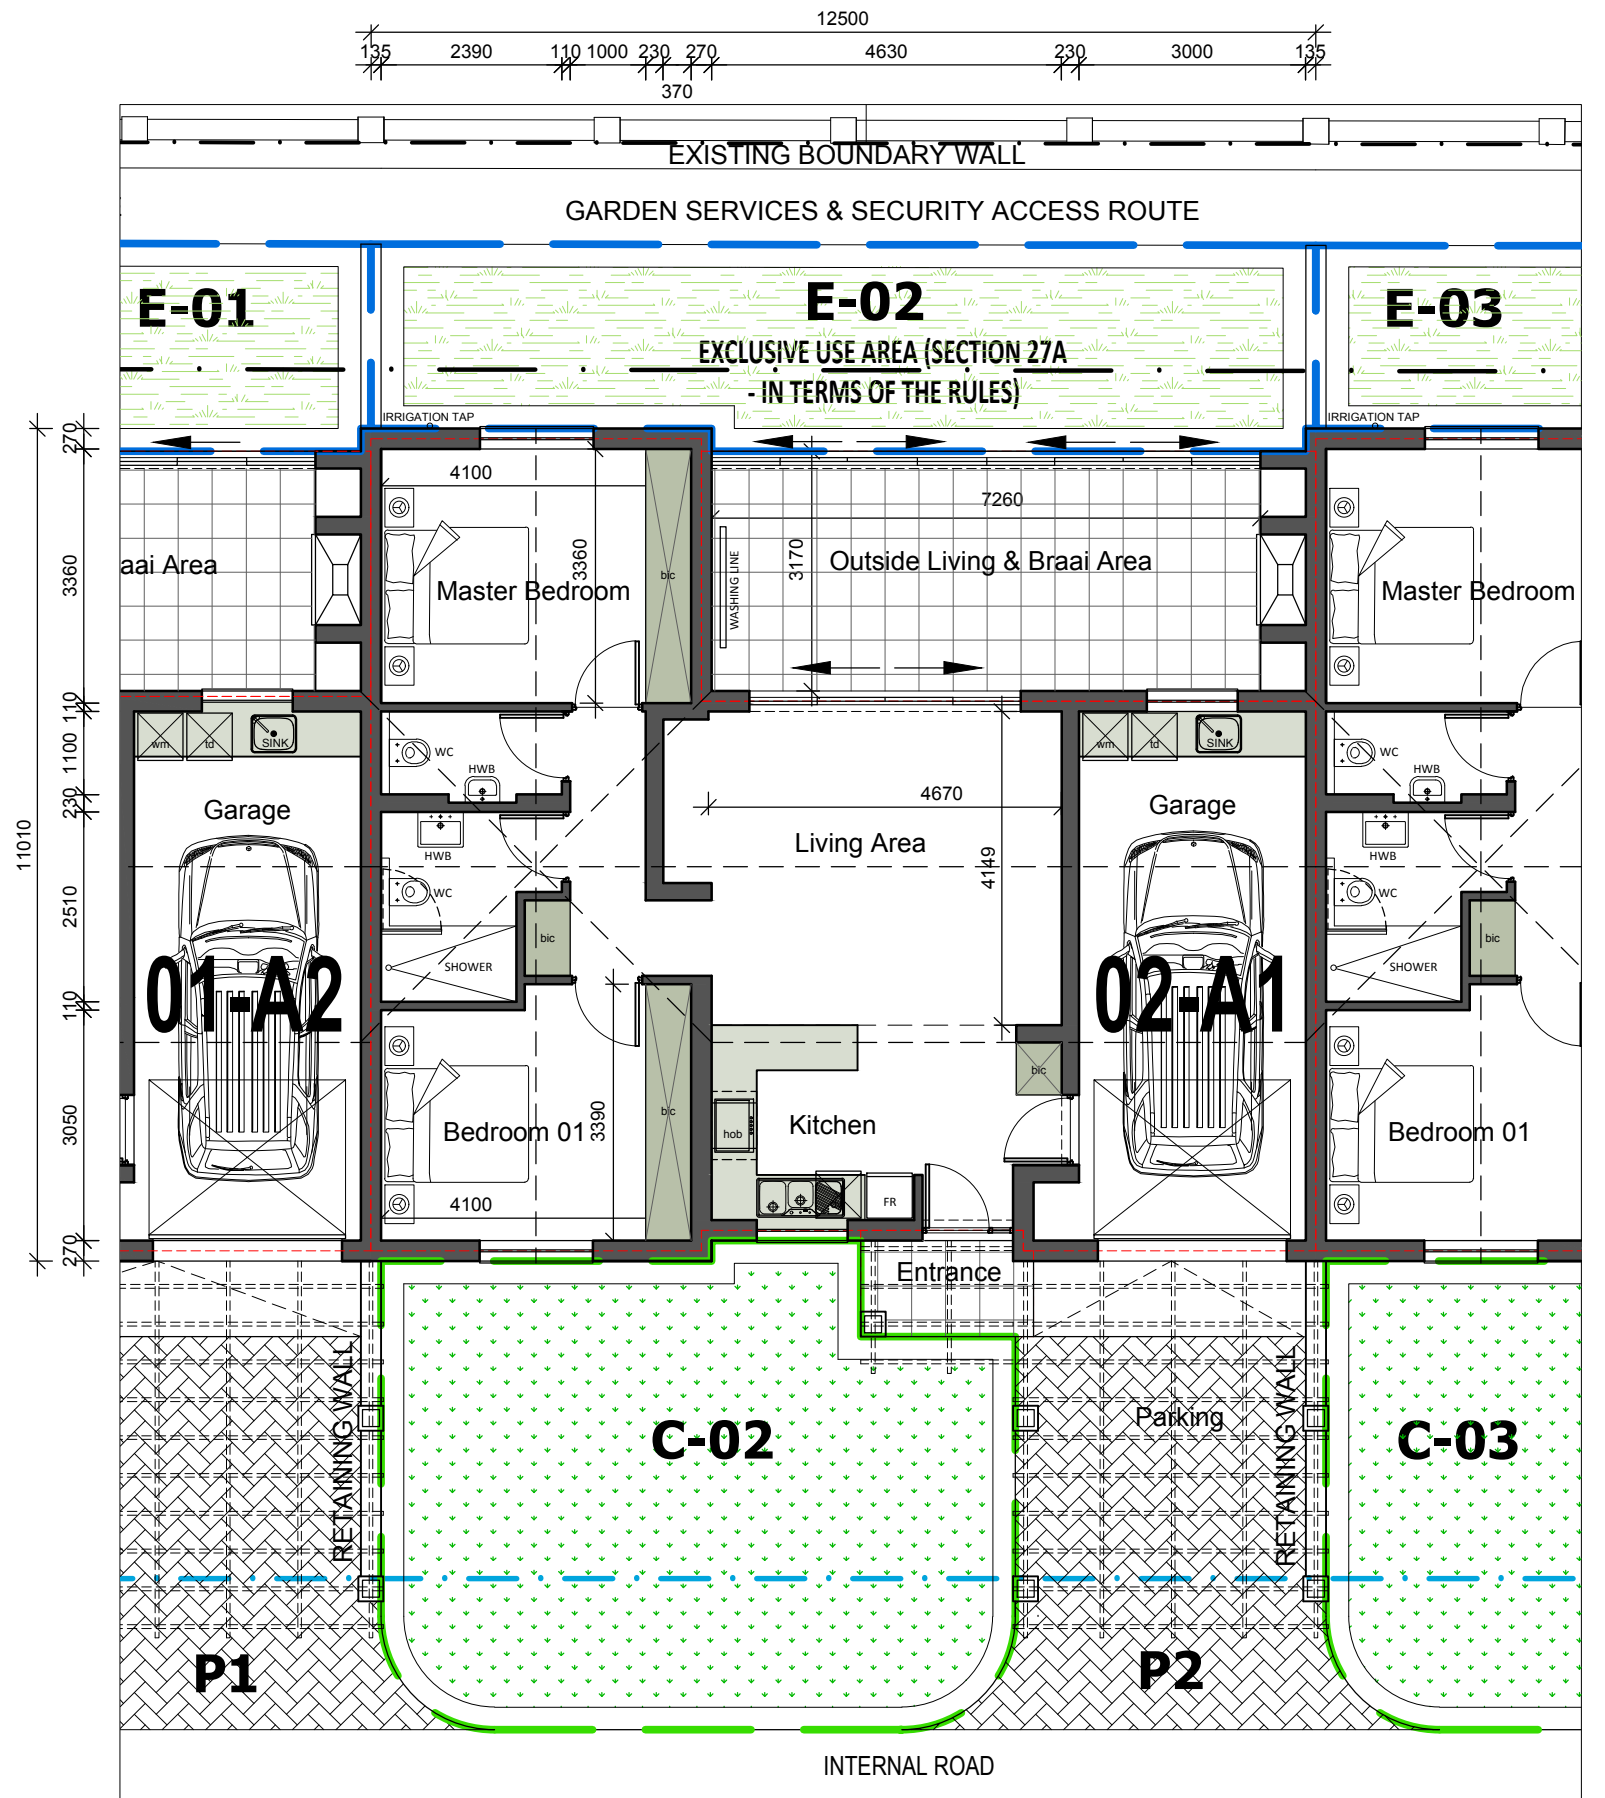 12500
135 2390 110 1000 230 270 4630 230 3000 135
370
EXISTING BOUNDARY WALL
GARDEN SERVICES & SECURITY ACCESS ROUTE
E-01 E-02 E-03
EXCLUSIVE USE AREA (SECTION 27A
- IN TERMS OF THE RULES)
IRRIGATION TAP IRRIGATION TAP
270
4100 7260
3360 3360 3170
aai Area Master Bedroom bic WASHING LINE Outside Living & Braai Area Master Bedroom
110
wm td SINK WC wm td SINK WC
1100 HWB HWB
230 Garage 4670 Garage
11010 HWB Living Area 4149 HWB
2510 WC WC
bic bic
SHOWER SHOWER
01-A2 02-A1
110
bic
3050 Bedroom 01 3390 bic hob Kitchen Bedroom 01
4100 FR
270
Entrance
RETAINING WALL C-02 Parking RETAINING WALL C-03
P1 P2
INTERNAL ROAD